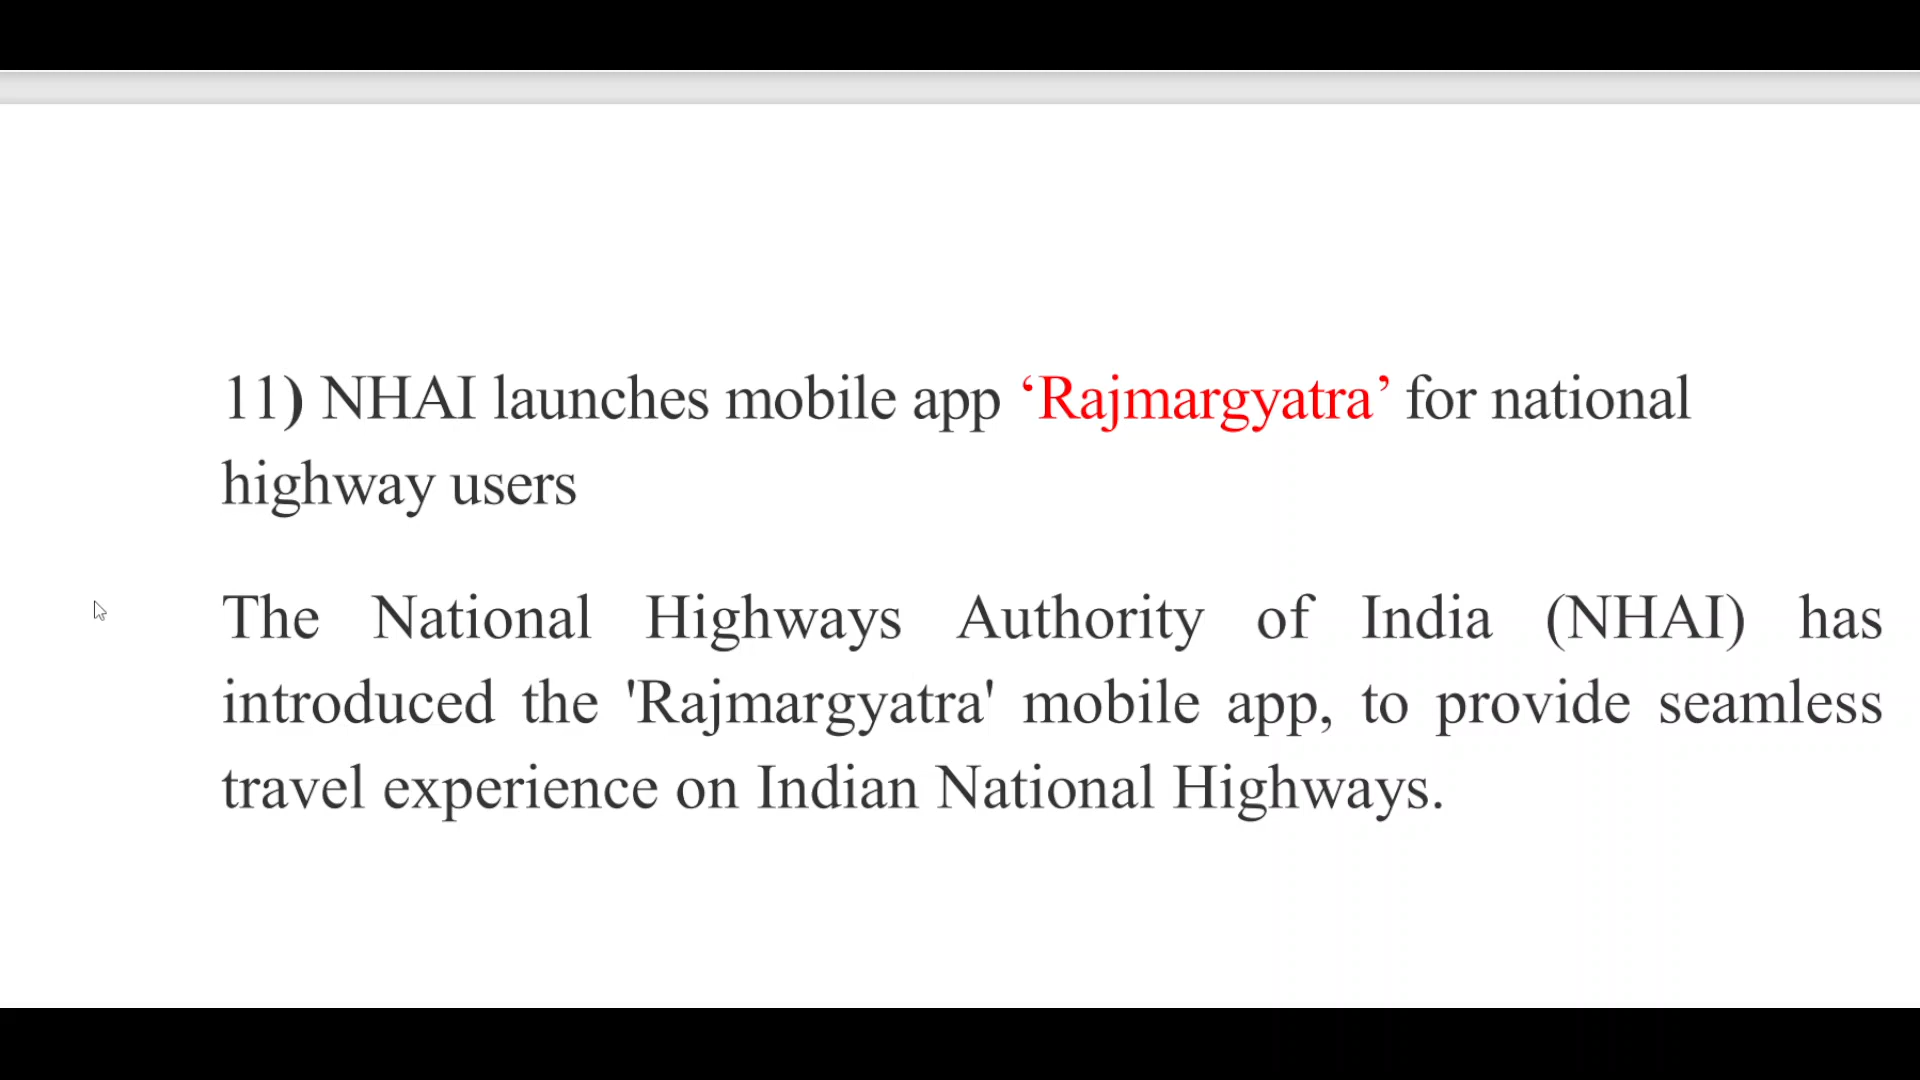 11) NHAI launches mobile app ‘Rajmargyatra’ for national
highway users
The National Highways Authority of India (NHAI) has
introduced the 'Rajmargyatra' mobile app, to provide seamless
travel experience on Indian National Highways.